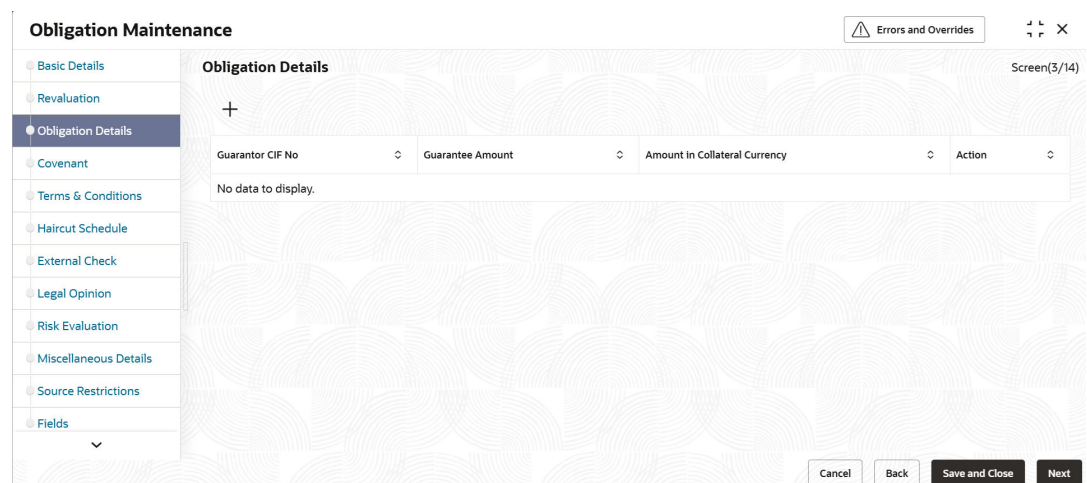 Obligation Maintenance
Errors and Overrides
Basic Details
Revaluation
Obligation Details
Covenant
Terms & Conditions
Haircut Schedule
External Check
Legal Opinion
Risk Evaluation
Miscellaneous Details
Source Restrictions
Fields
Obligation Details
Screen(3/14)
Guarantor CIF No Guarantee Amount Amount in Collateral Currency Action
No data to display.
Cancel Back Save and Close Next